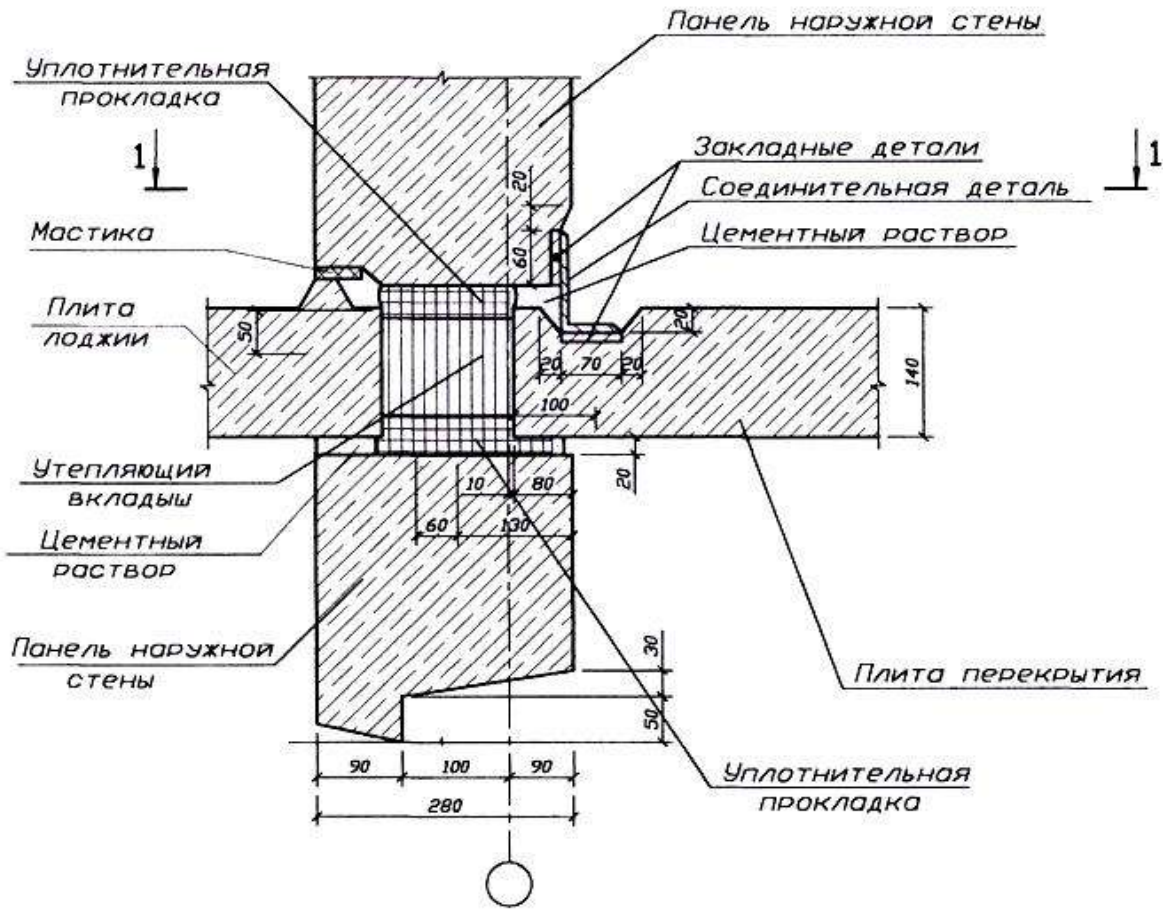 Панель наружной стены
Уплотнительная
прокладка
1
1
Закладные детали
Соединительная деталь
Цементный раствор
Мастика
Плита
лоджии
20
60
50
20
20
70
20
100
140
Утепляющий
вкладыш
10
80
20
60
130
Цементный
раствор
Панель наружной
стены
30
Плита перекрытия
50
90
100
90
280
Уплотнительная
прокладка